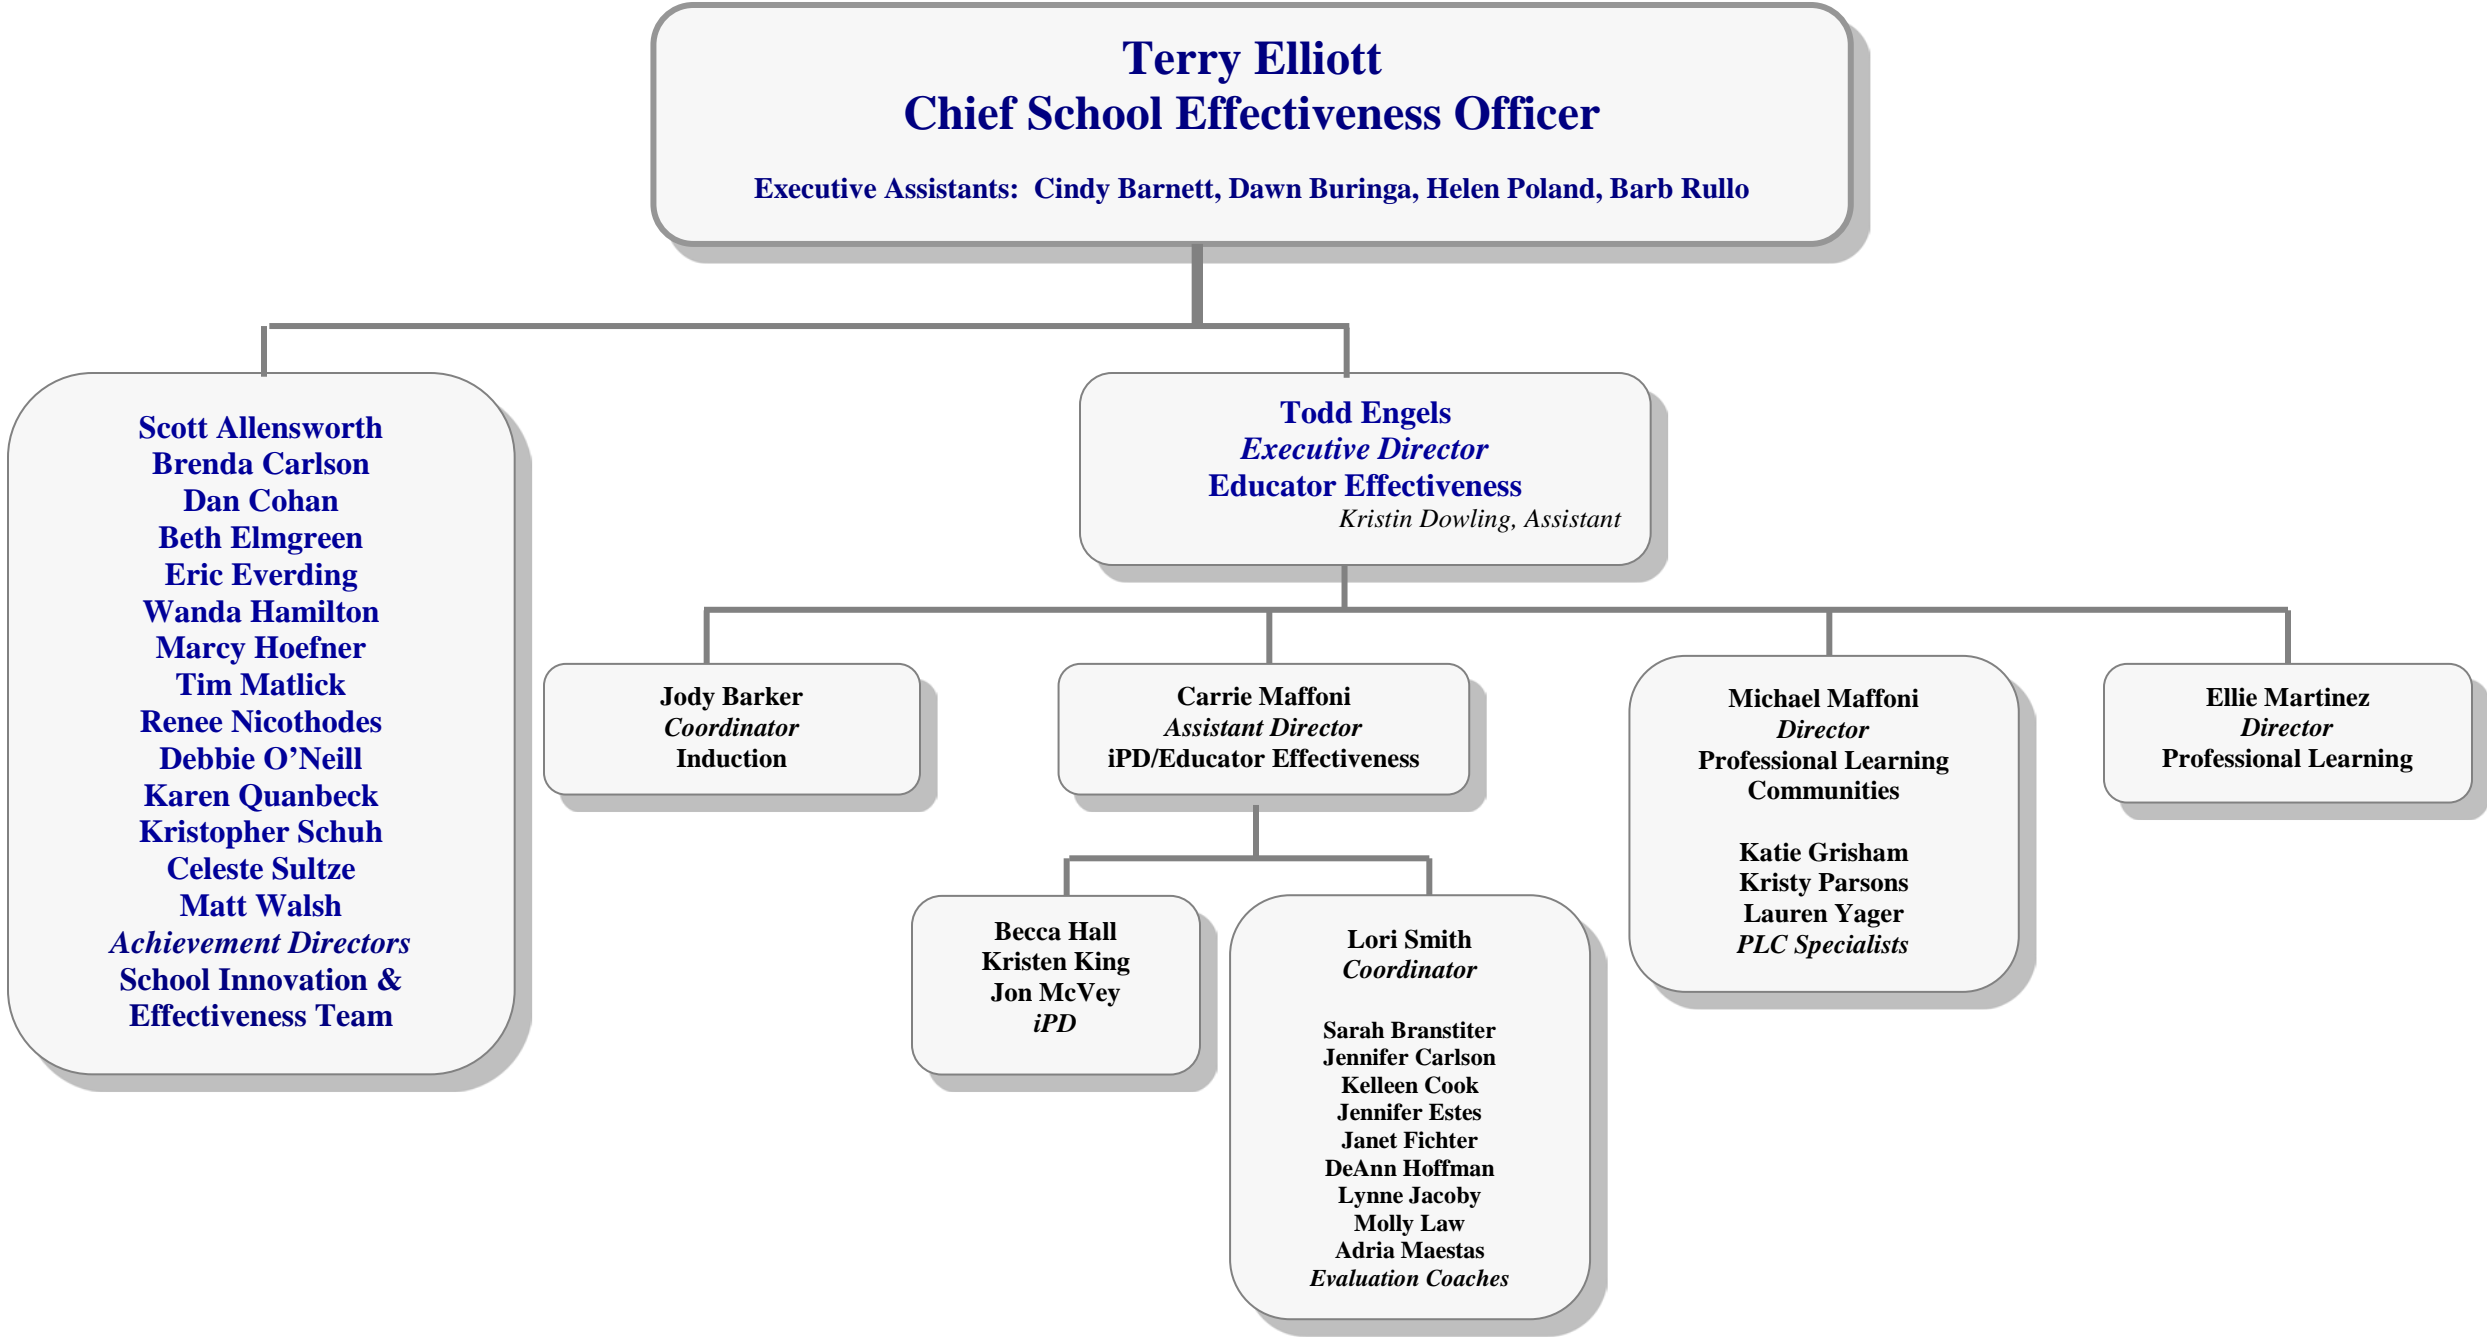 Terry Elliott
Chief School Effectiveness Officer
Executive Assistants: Cindy Barnett, Dawn Buringa, Helen Poland, Barb Rullo
Scott Allensworth
Brenda Carlson
Dan Cohan
Beth Elmgreen
Eric Everding
Wanda Hamilton
Marcy Hoefner
Tim Matlick
Renee Nicothodes
Debbie O’Neill
Karen Quanbeck
Kristopher Schuh
Celeste Sultze
Matt Walsh
Achievement Directors
School Innovation &
Effectiveness Team
Todd Engels
Executive Director
Educator Effectiveness
Kristin Dowling, Assistant
Jody Barker
Coordinator
Induction
Carrie Maffoni
Assistant Director
iPD/Educator Effectiveness
Becca Hall
Kristen King
Jon McVey
iPD
Lori Smith
Coordinator
Sarah Branstiter
Jennifer Carlson
Kelleen Cook
Jennifer Estes
Janet Fichter
DeAnn Hoffman
Lynne Jacoby
Molly Law
Adria Maestas
Evaluation Coaches
Michael Maffoni
Director
Professional Learning
Communities
Katie Grisham
Kristy Parsons
Lauren Yager
PLC Specialists
Ellie Martinez
Director
Professional Learning